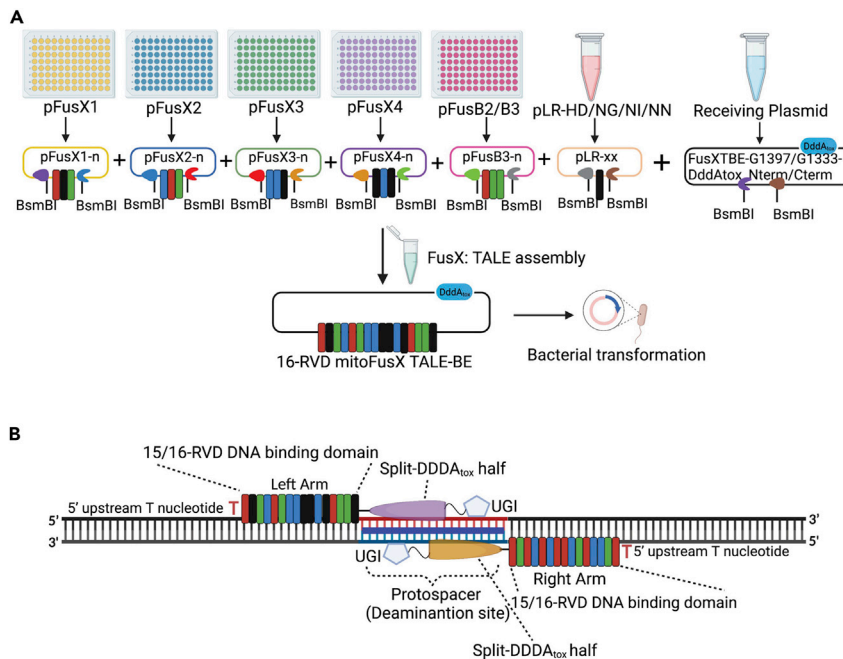 A
pFusX1 pFusX2 pFusX3 pFusX4 pFusB2/B3 pLR-HD/NG/NI/NN Receiving Plasmid
pFusX1-n + pFusX2-n + pFusX3-n + pFusX4-n + pFusB3-n + pLR-xx + DddAtox
FusXTBE-G1397/G1333-
DddAtox_Nterm/Cterm
BsmBI BsmBI BsmBI BsmBI BsmBI BsmBI BsmBI BsmBI BsmBI BsmBI BsmBI BsmBI
BsmBI BsmBI
FusX: TALE assembly
DddAtox
16-RVD mitoFusX TALE-BE
Bacterial transformation
B
15/16-RVD DNA binding domain
Left Arm
Split-DDDAtox half
5' upstream T nucleotide T
UGI
5' 3'
3' 5'
UGI
T 5' upstream T nucleotide
Right Arm
Protospacer
(Deaminantion site)
15/16-RVD DNA binding domain
Split-DDDAtox half